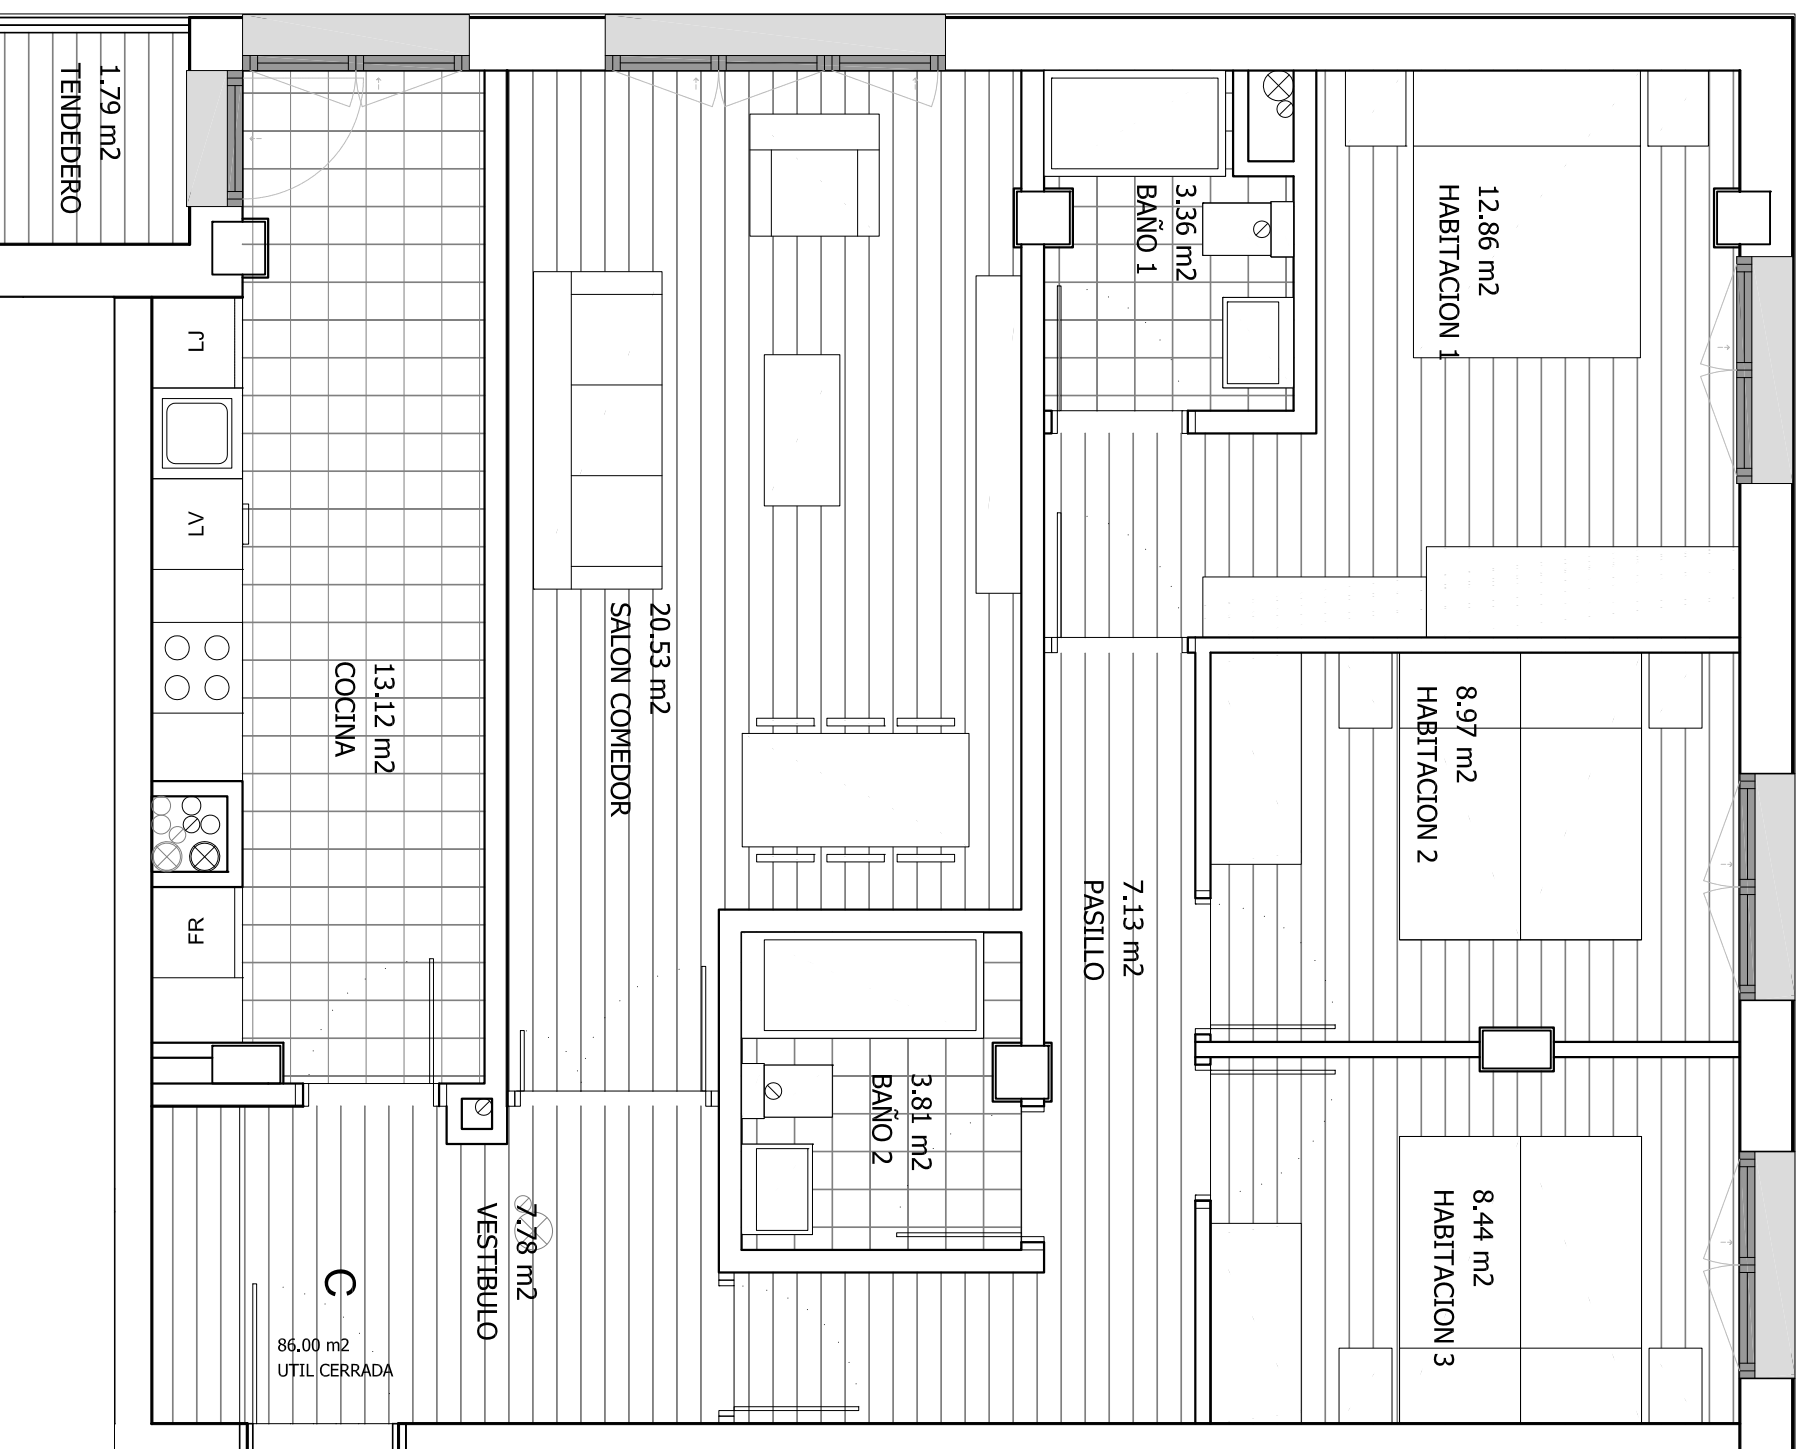 1.79 m2
TENDEDERO
3.36 m2
BAÑO 1
12.86 m2
HABITACION 1
LJ
LV
20.53 m2
SALON COMEDOR
13.12 m2
COCINA
8.97 m2
HABITACION 2
FR
7.13 m2
PASILLO
3.81 m2
BAÑO 2
7.78 m2
VESTIBULO
8.44 m2
HABITACION 3
C
86.00 m2
UTIL CERRADA